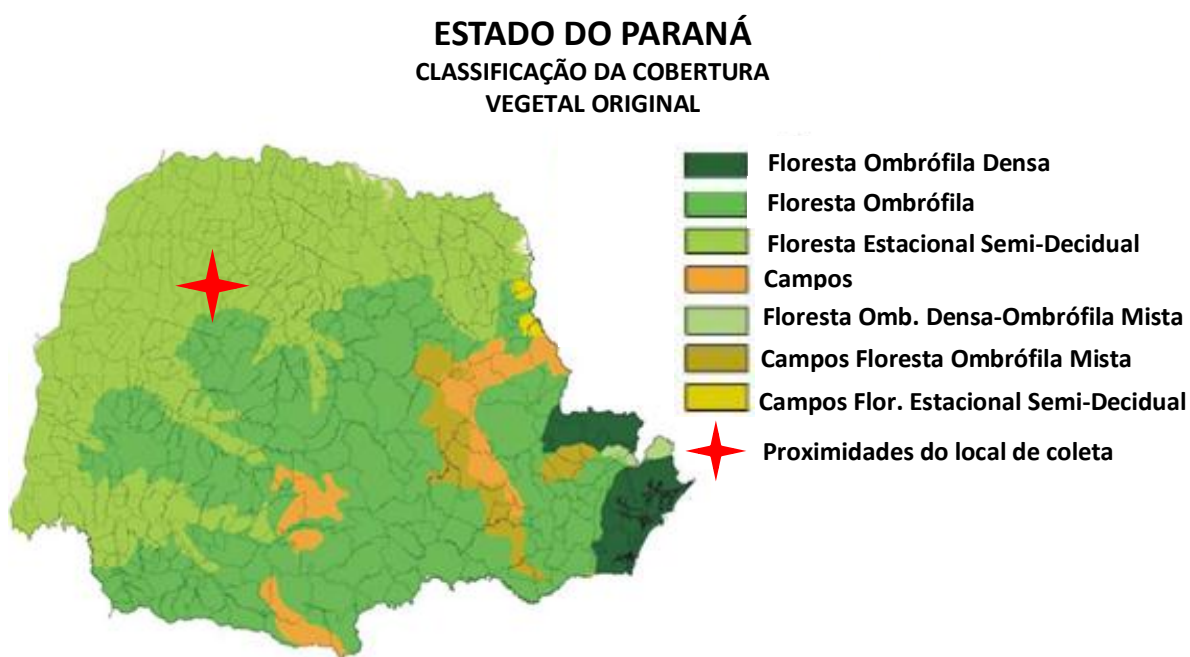 ESTADO DO PARANÁ
CLASSIFICAÇÃO DA COBERTURA
VEGETAL ORIGINAL
Floresta Ombrófila Densa
Floresta Ombrófila
Floresta Estacional Semi-Decidual
Campos
Floresta Omb. Densa-Ombrófila Mista
Campos Floresta Ombrófila Mista
Campos Flor. Estacional Semi-Decidual
Proximidades do local de coleta